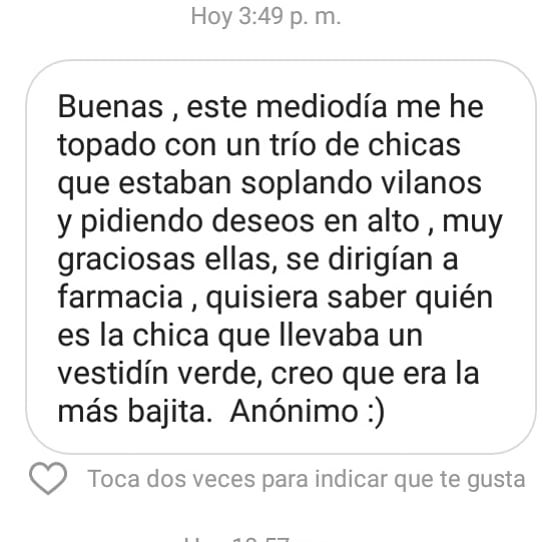 Hoy 3:49 p. m.
Buenas , este mediodía me he
topado con un trío de chicas
que estaban soplando vilanos
y pidiendo deseos en alto , muy
graciosas ellas, se dirigían a
farmacia , quisiera saber quién
es la chica que llevaba un
vestidín verde, creo que era la
más bajita.  Anónimo :)
Toca dos veces para indicar que te gusta